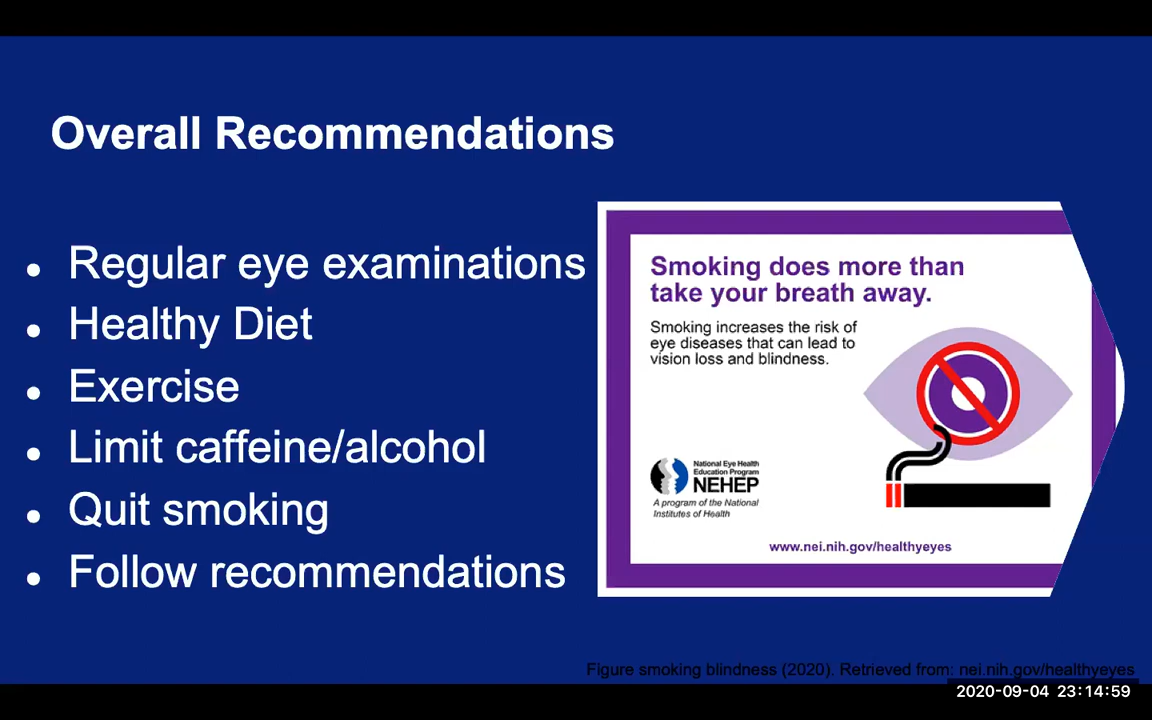 Overall Recommendations
• Regular eye examinations
• Healthy Diet
• Exercise
• Limit caffeine/alcohol
• Quit smoking
• Follow recommendations
Smoking does more than
take your breath away.
Smoking increases the risk of
eye diseases that can lead to
vision loss and blindness.
National Eye Health
Education Program
NEHEP
A program of the National
Institutes of Health
www.nei.nih.gov/healthyeyes
Figure smoking blindness (2020). Retrieved from: nei.nih.gov/healthyeyes
2020-09-04 23:14:59